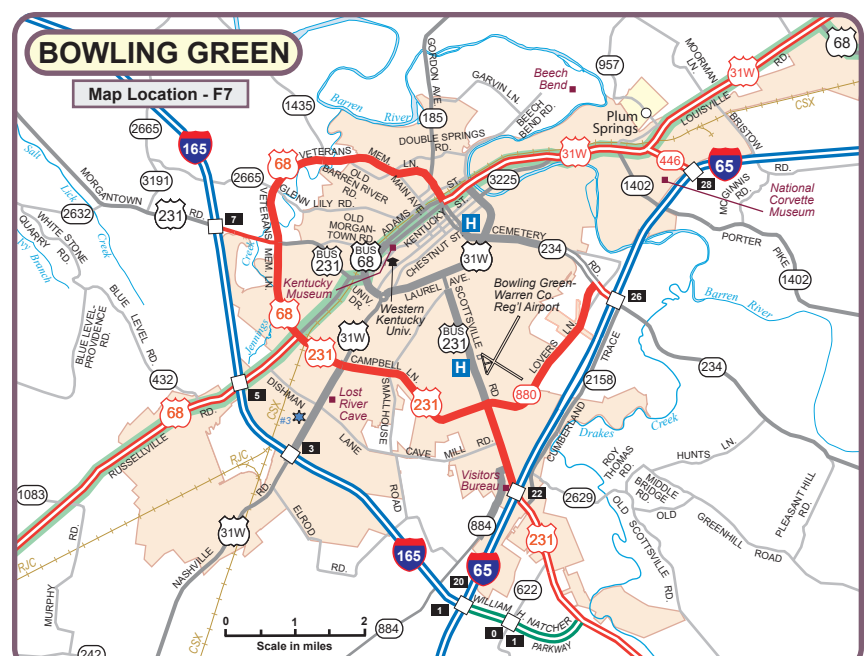 BOWLING GREEN
Map Location - F7
165
2665
1435
Barren
River
GORDON AVE.
185
GARVIN LN.
Beech
Bend
BEECH
BEND RD.
957
MOORMAN
LN.
31W
68
RD.
LOUISVILLE
CSX
Plum
Springs
DOUBLE SPRINGS
RD.
68
VETERANS
MEM. LN.
OLD
BARREN RIVER
RD.
MAIN AVE.
31W
446
65
BRISTOW
RD.
Salt
Lick
Creek
3191
2665
MORGANTOWN
231
RD.
7
VETERANS
MEM. LN.
GLENN
LILY RD.
OLD
MORGAN-
TOWN RD.
ADAMS
ST.
KENTUCKY
ST.
3225
1402
28
MCGINNIS
RD.
National
Corvette
Museum
2632
WHITE STONE
QUARRY
RD.
Ivy Branch
Creek
BUS
231
BUS
68
CHESTNUT ST.
H
CEMETERY
234
RD.
PORTER
PIKE
1402
Kentucky
Museum
UNIV.
DR.
Western
Kentucky
Univ.
31W
LAUREL AVE.
Bowling Green-
Warren Co.
Reg'l Airport
26
Barren River
BLUE LEVEL-
PROVIDENCE
RD.
BLUE LEVEL
RD.
Jennings
68
31W
SCOTTSVILLE
BUS
231
LOVERS
LN.
TRACE
234
432
5
231
CAMPBELL
LN.
H
RD.
880
2158
68
RUSSELLVILLE
RD.
DISHMAN
CSX
#3
Lost
River
Cave
SMALLHOUSE
231
CUMBERLAND
Drakes
Creek
LANE
3
CAVE
MILL
RD.
ROY
THOMAS
RD.
HUNTS
LN.
RJC
Visitors
Bureau
22
MIDDLE
BRIDGE
RD.
PLEASANT HILL
RD.
1083
RD.
2629
OLD
GREENHILL
ROAD
ELROD
RD.
ROAD
884
231
OLD
SCOTTSVILLE
RD.
31W
NASHVILLE
RD.
RJC
165
65
20
622
MURPHY
CSX
1
WILLIAM
H.
NATCHER
PARKWAY
0
1
884
242
0
1
2
Scale in miles